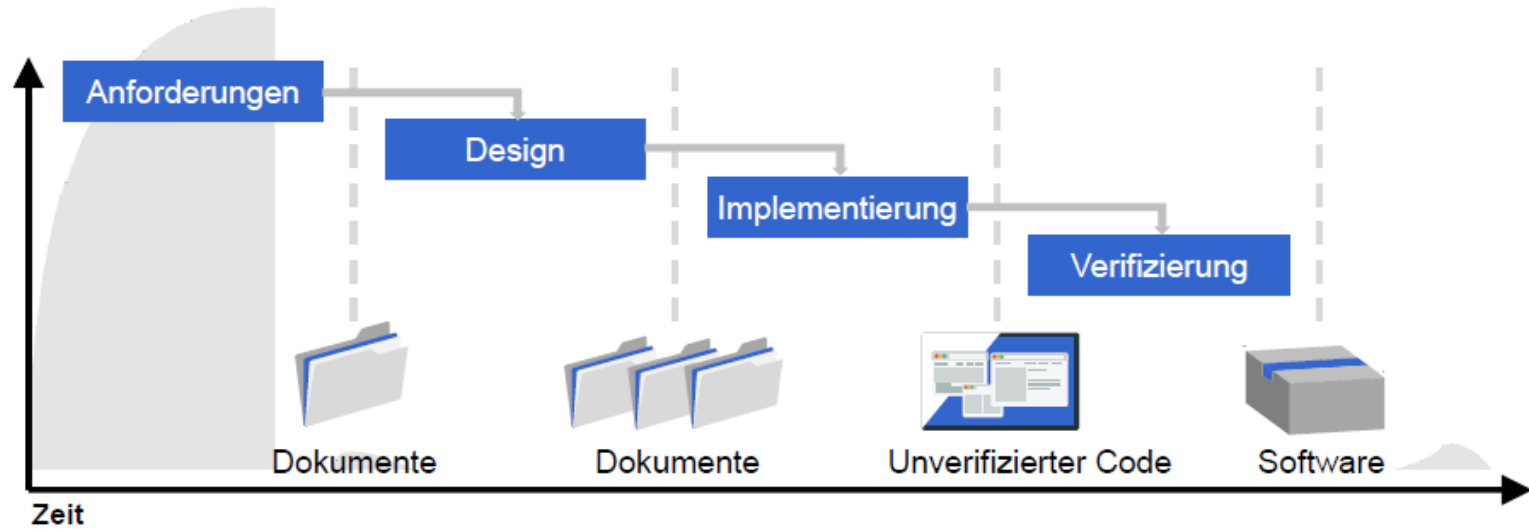 Anforderungen
Design
Implementierung
Verifizierung
Dokumente
Dokumente
Unverifizierter Code
Software
Zeit